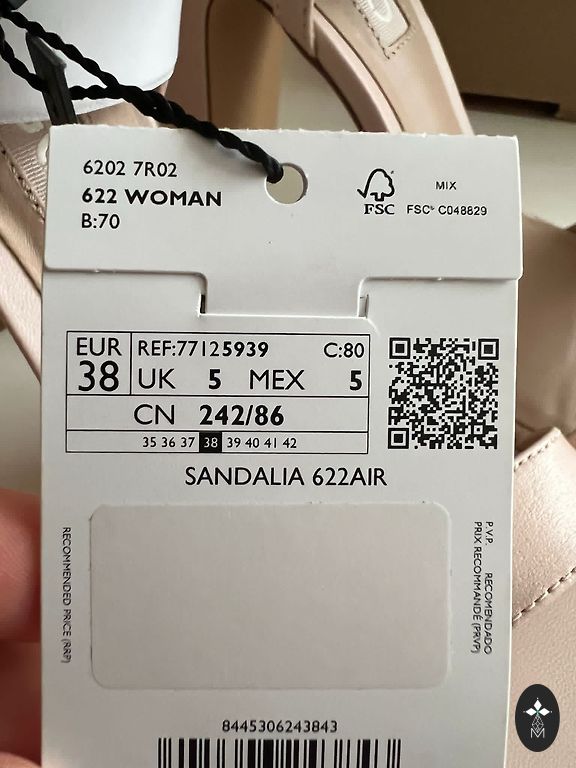 6202 7R02
622 WOMAN
B:70
FSC
MIX
FSC® C048829
EUR
38
REF:77125939 C:80
UK 5 MEX 5
CN 242/86
35 36 37 38 39 40 41 42
SANDALIA 622AIR
RECOMMENDED PRICE (RRP)
P.V.P. RECOMENDADO
PRIX RECOMMANDÉ (PRVP)
8445306243843
M